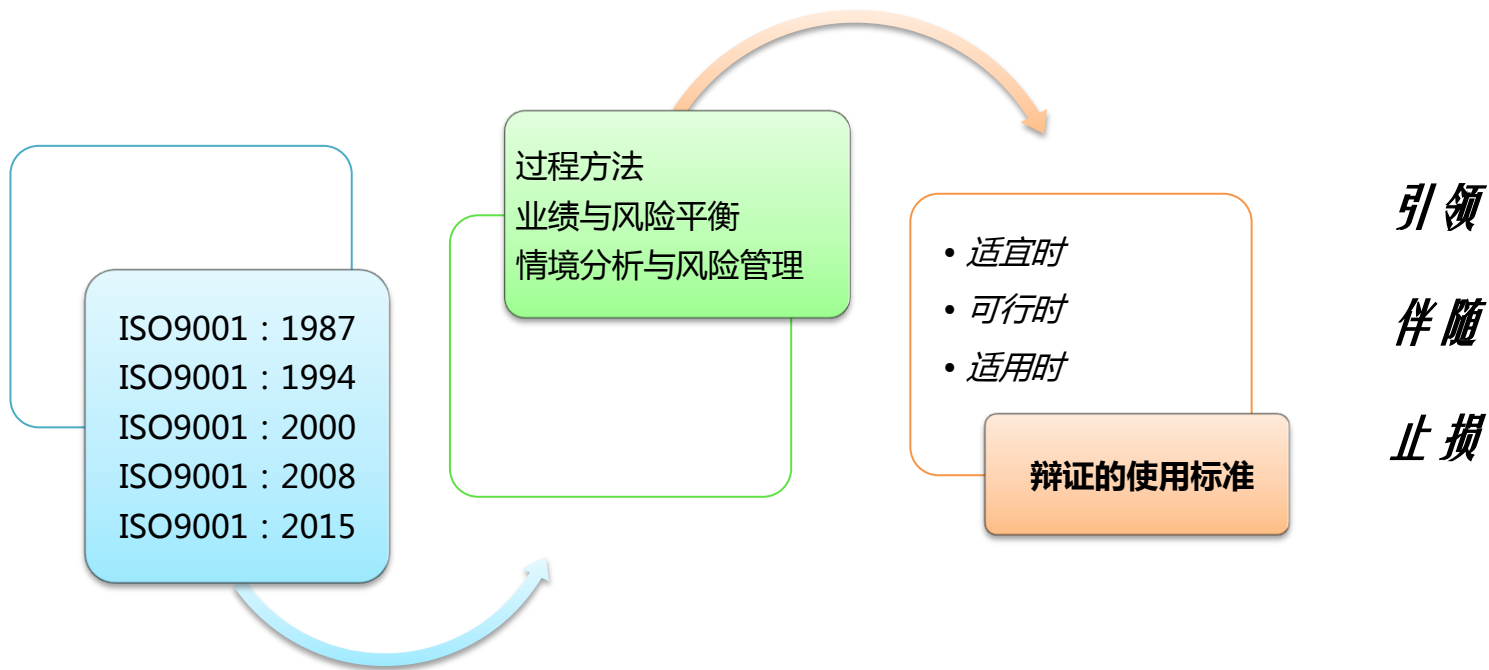 ISO9001：1987
ISO9001：1994
ISO9001：2000
ISO9001：2008
ISO9001：2015
过程方法
业绩与风险平衡
情境分析与风险管理
• 适宜时
• 可行时
• 适用时
辩证的使用标准
引领
伴随
止损